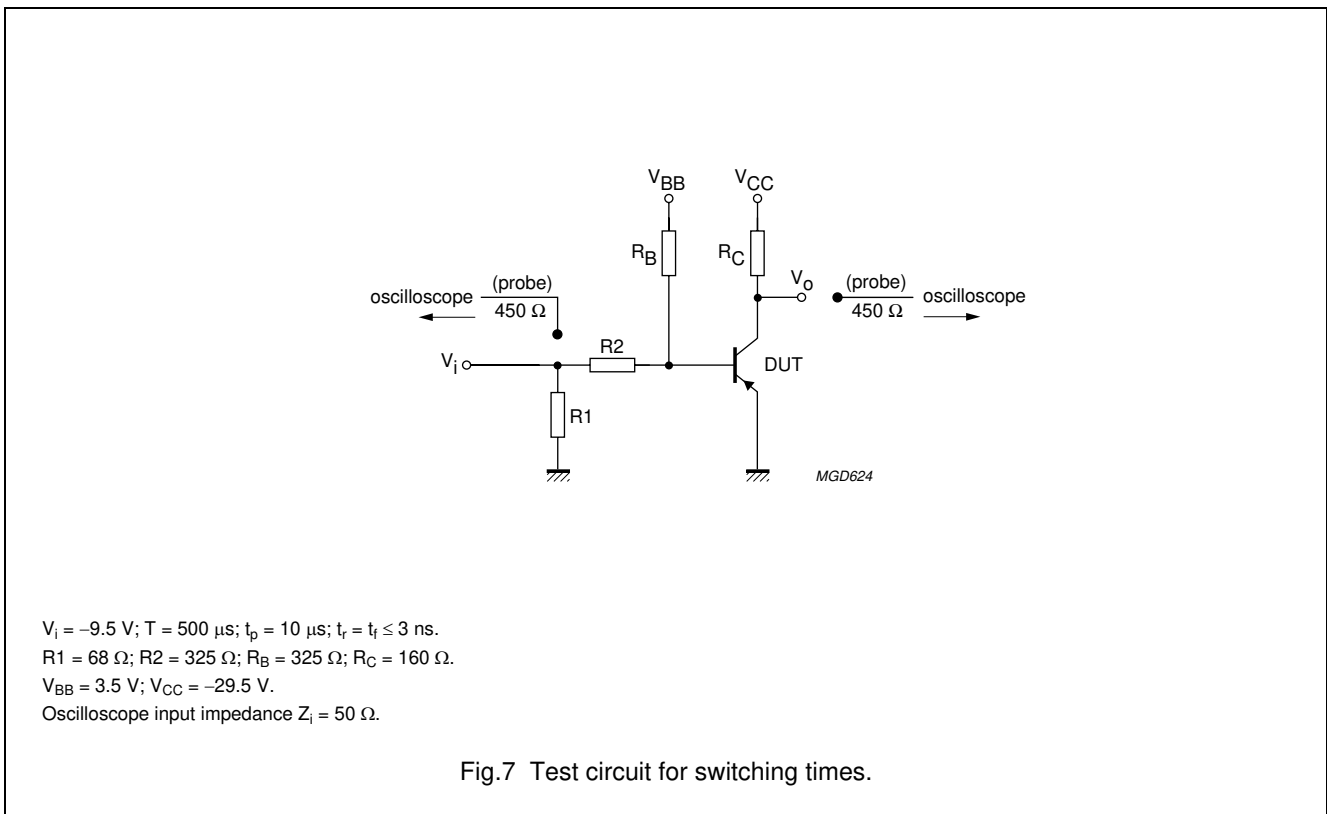 VBB
VCC
RB
RC
Vo
(probe)
450 Ω
oscilloscope
(probe)
450 Ω
oscilloscope
R2
Vi
DUT
R1
MGD624
Vi = −9.5 V; T = 500 µs; tp = 10 µs; tr = tf ≤ 3 ns.
R1 = 68 Ω; R2 = 325 Ω; RB = 325 Ω; RC = 160 Ω.
VBB = 3.5 V; VCC = −29.5 V.
Oscilloscope input impedance Zi = 50 Ω.
Fig.7 Test circuit for switching times.